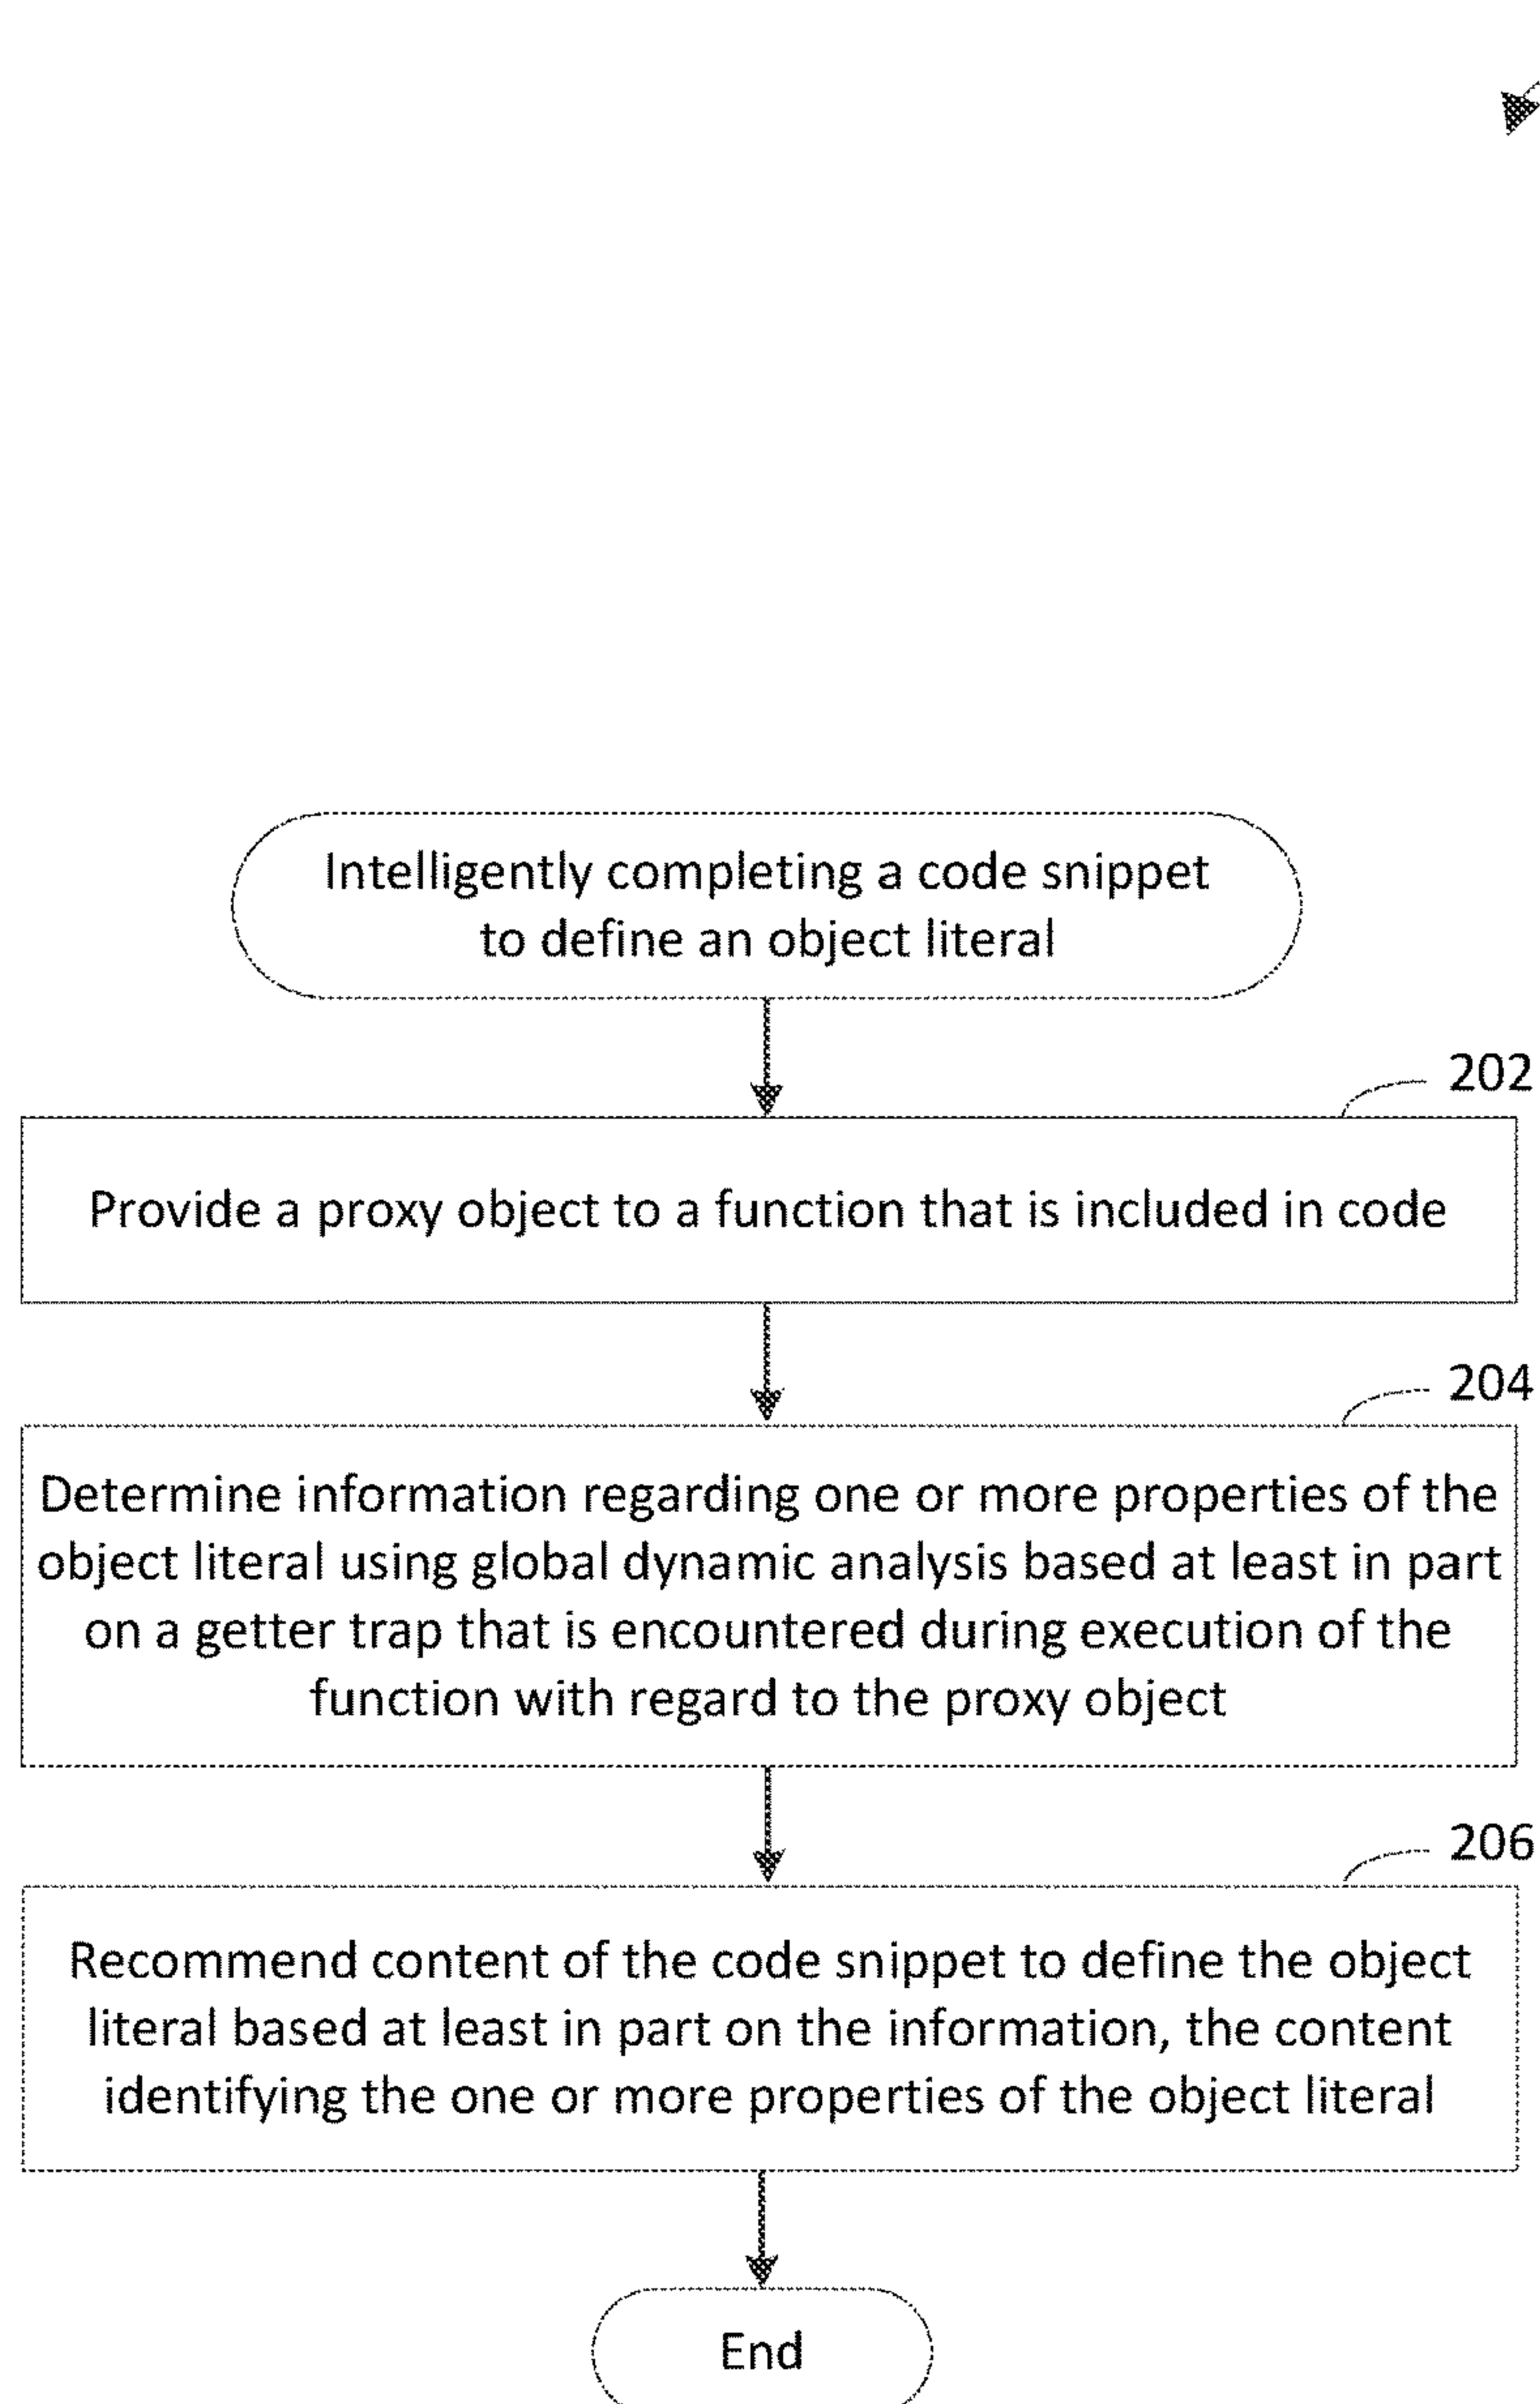 Intelligently completing a code snippet
to define an object literal
202
Provide a proxy object to a function that is included in code
204
Determine information regarding one or more properties of the
object literal using global dynamic analysis based at least in part
on a getter trap that is encountered during execution of the
function with regard to the proxy object
206
Recommend content of the code snippet to define the object
literal based at least in part on the information, the content
identifying the one or more properties of the object literal
End